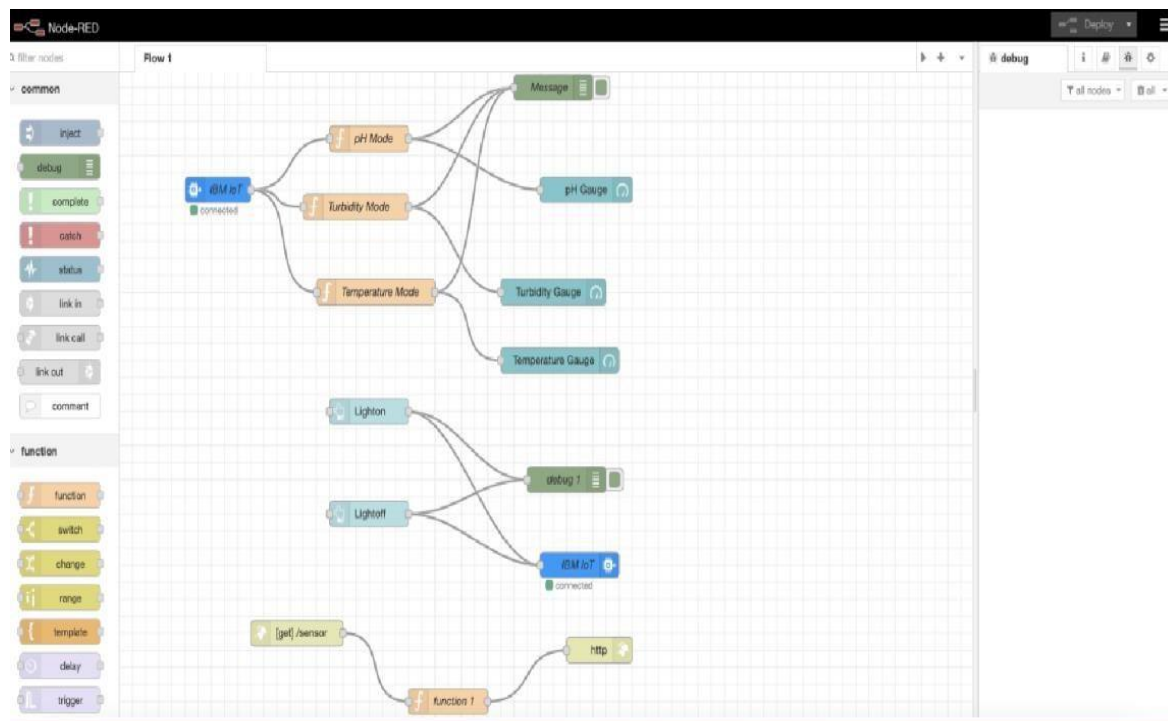 Node-RED
Deploy
filter nodes
Flow 1
debug
i
all nodes
all
common
inject
debug
complete
catch
status
link in
link call
link out
comment
function
function
switch
change
range
template
delay
trigger
Message
pH Mode
IBM IoT
connected
pH Gauge
Turbidity Mode
Temperature Mode
Turbidity Gauge
Temperature Gauge
Lighton
debug 1
Lightoff
IBM IoT
connected
[get] /sensor
http
function 1